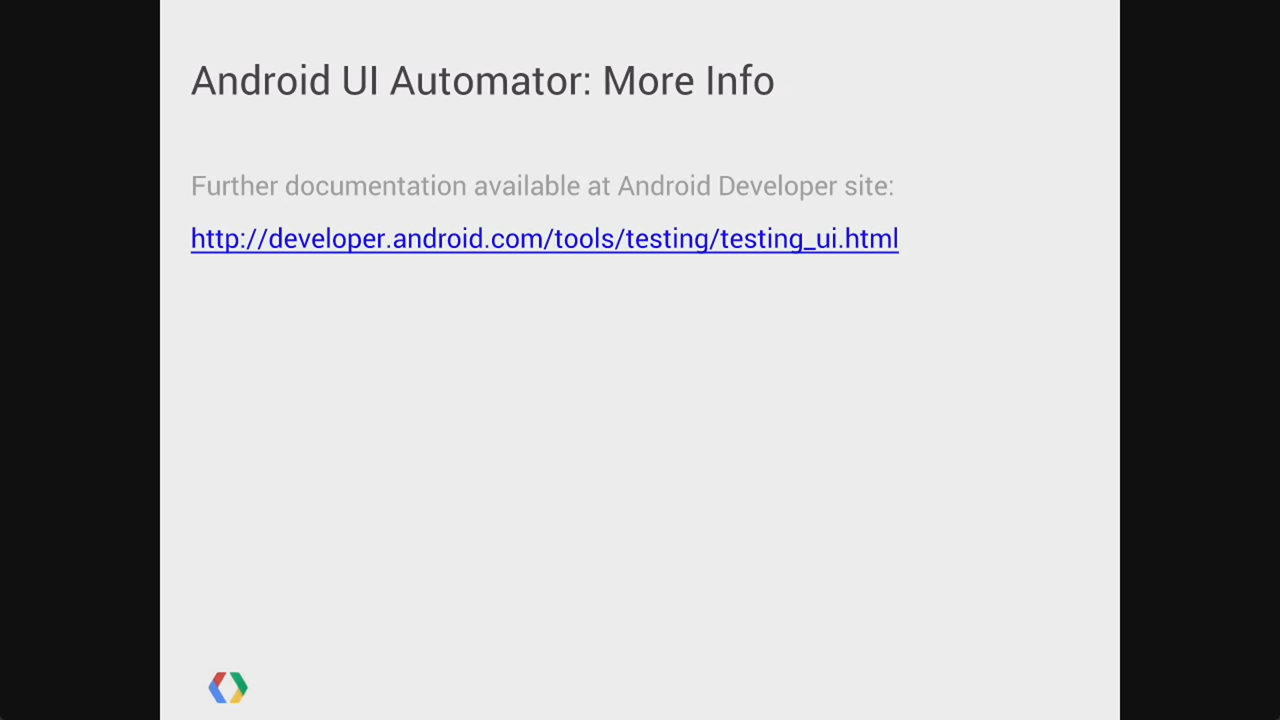 Android UI Automator: More Info
Further documentation available at Android Developer site:
http://developer.android.com/tools/testing/testing_ui.html